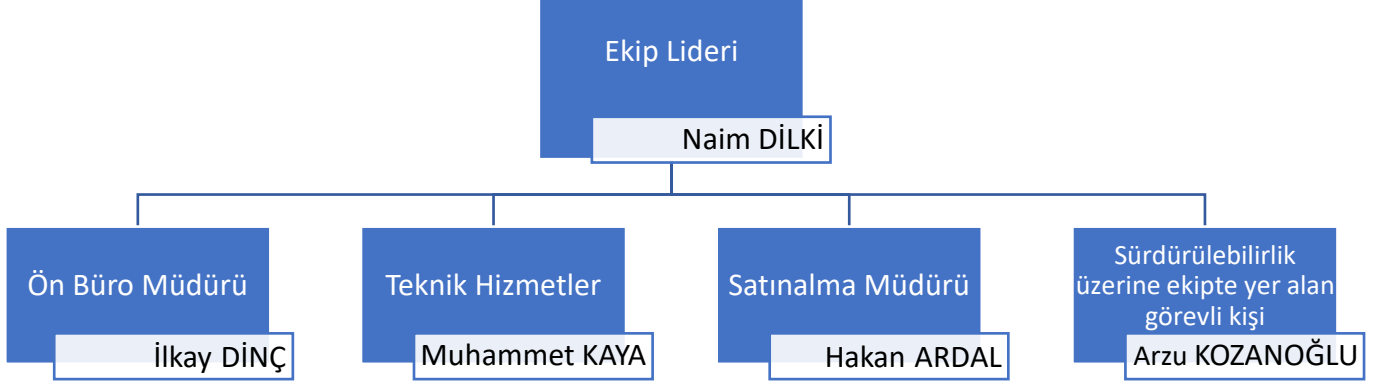 Ekip Lideri
Naim DİLKİ
Ön Büro Müdürü
İlkay DİNÇ
Teknik Hizmetler
Muhammet KAYA
Satınalma Müdürü
Hakan ARDAL
Sürdürülebilirlik
üzerine ekipte yer alan
görevli kişi
Arzu KOZANOĞLU